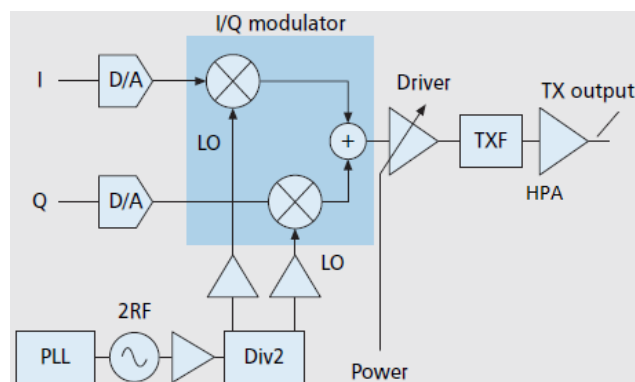 I/Q modulator
I
D/A
Driver
TX output
LO
+
TXF
HPA
Q
D/A
LO
2RF
PLL
Div2
Power